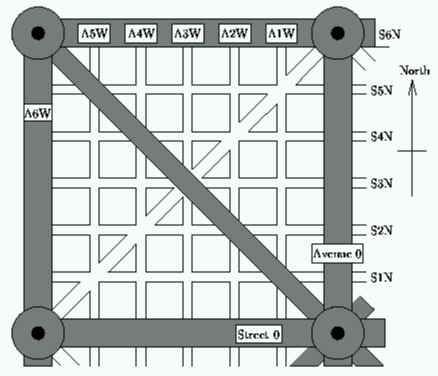 A5W A4W A3W A2W A1W S6N
North
S5N
A6W
S4N
S3N
S2N
Avenue 0
S1N
Street 0